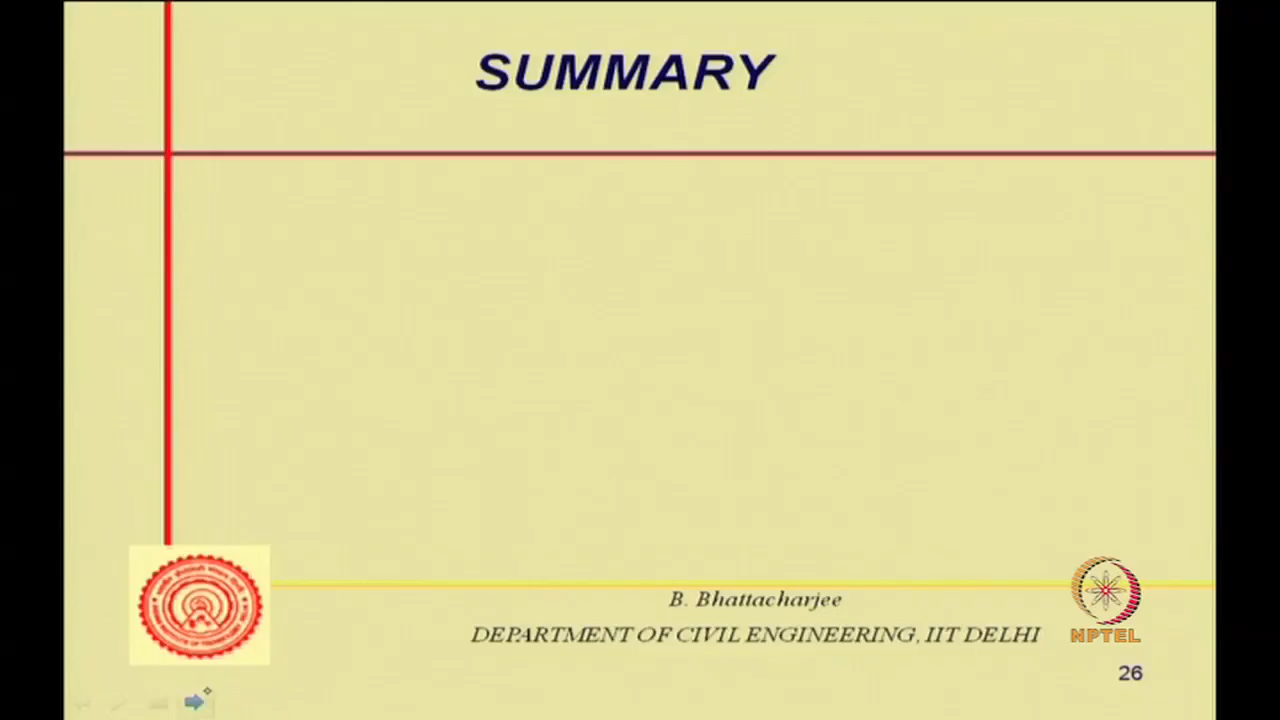 SUMMARY
B. Bhattacharjee
DEPARTMENT OF CIVIL ENGINEERING, IIT DELHI
NPTEL
26